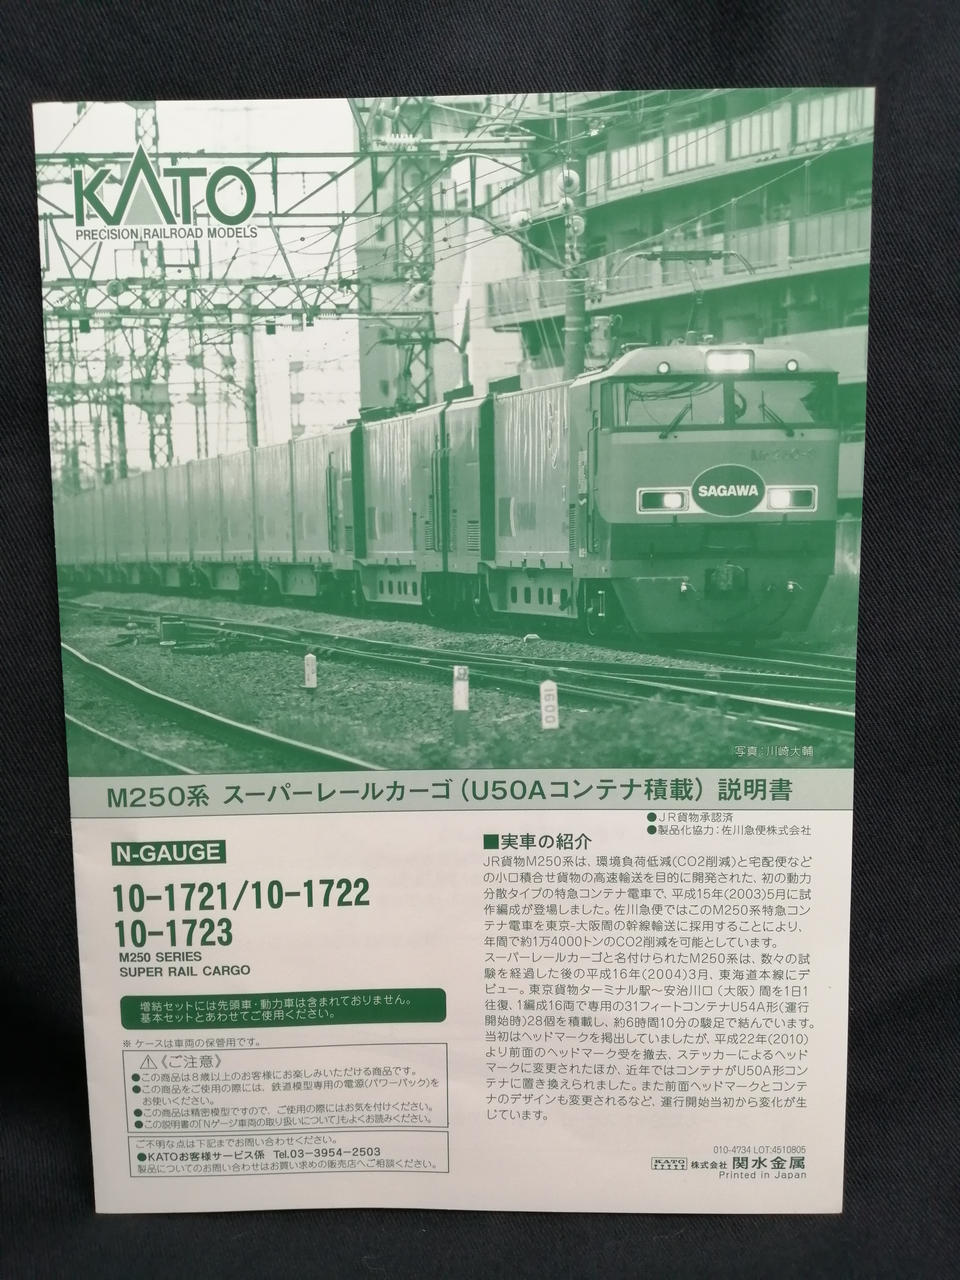 KATO
PRECISION RAILROAD MODELS
SAGAWA
1600
写真：川崎大輔
M250系 スーパーレールカーゴ（U50Aコンテナ積載）説明書
●JR貨物承認済
●製品化協力：佐川急便株式会社
N-GAUGE
10-1721/10-1722
10-1723
M250 SERIES
SUPER RAIL CARGO
増結セットには先頭車・動力車は含まれておりません。
基本セットとあわせてご使用ください。
※ ケースは車両の保管用です。
⚠《ご注意》
●この商品は8歳以上のお客様にお楽しみいただける商品です。
●この商品をご使用の際には、鉄道模型専用の電源(パワーパック)を
お使いください。
●この商品は精密模型ですので、ご使用の際にはお気を付けください。
●この説明書の「Nゲージ車両の取り扱いについて」もよくお読みください。
ご不明な点は下記までお問い合わせください。
●KATOお客様サービス係 Tel.03-3954-2503
製品についてのお問い合わせはお買い求めの販売店へご相談ください。
■実車の紹介
JR貨物M250系は、環境負荷低減(CO2削減)と宅配便など
の小口積合せ貨物の高速輸送を目的に開発された、初の動力
分散タイプの特急コンテナ電車で、平成15年(2003)5月に試
作編成が登場しました。佐川急便ではこのM250系特急コン
テナ電車を東京-大阪間の幹線輸送に採用することにより、
年間で約1万4000トンのCO2削減を可能としています。
スーパーレールカーゴと名付けられたM250系は、数々の試
験を経過した後の平成16年(2004)3月、東海道本線にデ
ビュー。東京貨物ターミナル駅～安治川口（大阪）間を1日1
往復、1編成16両で専用の31フィートコンテナU54A形(運行
開始時)28個を積載し、約6時間10分の駿足で結んでいます。
当初はヘッドマークを掲出していましたが、平成22年(2010)
より前面のヘッドマーク受を撤去、ステッカーによるヘッド
マークに変更されたほか、近年ではコンテナがU50A形コン
テナに置き換えられました。また前面ヘッドマークとコンテ
ナのデザインも変更されるなど、運行開始当初から変化が生
じています。
010-4734 LOT:4510805
KATO 株式会社 関水金属
Printed in Japan